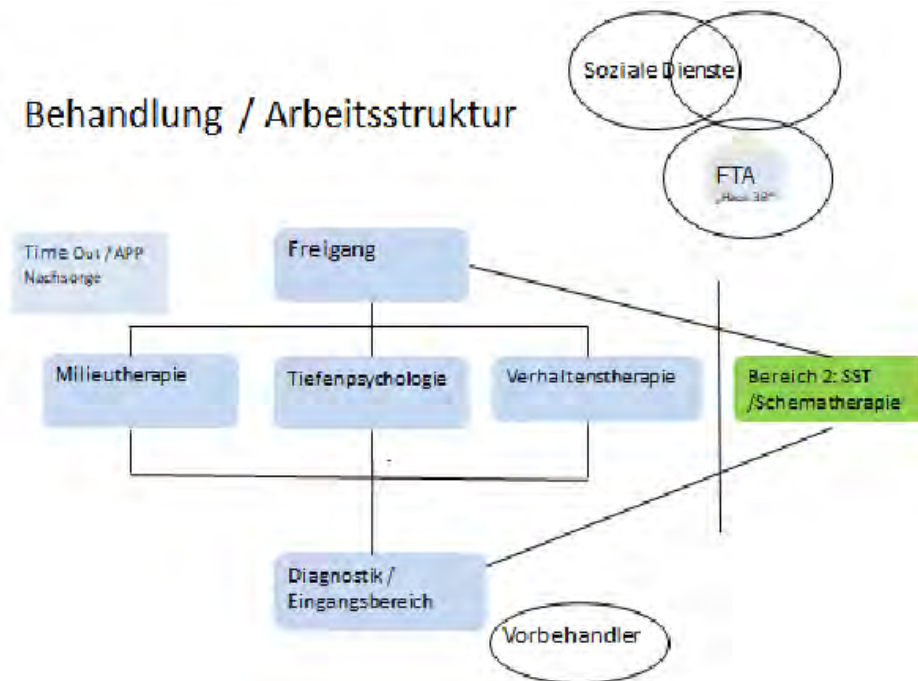 Soziale Dienste
Behandlung / Arbeitsstruktur
FTA
„Haus
Time Out / APP
Nachsorge
Freigang
Milieutherapie
Tiefenpsychologie
Verhaltenstherapie
Bereich 2: SST
/Schematherapie
Diagnostik /
Eingangsbereich
Vorbehandler